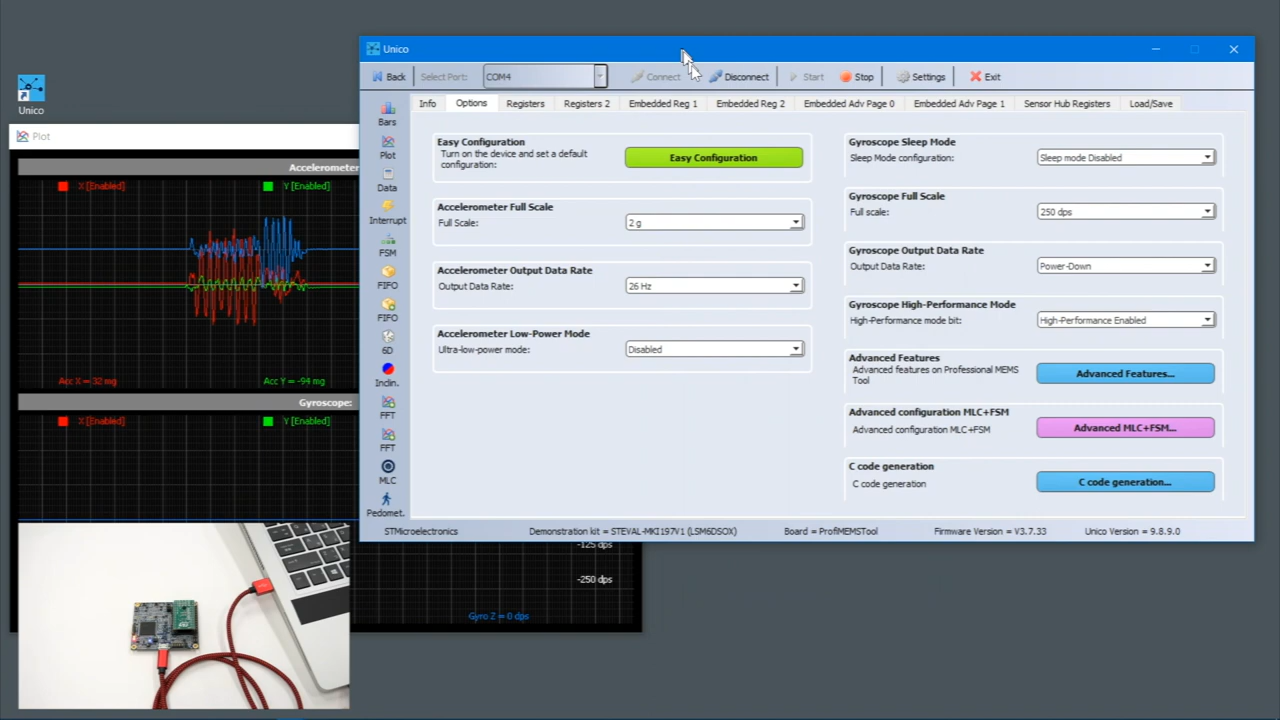 Unico
Unico
Back
Select Port:
COM4
Connect
Disconnect
Start
Stop
Settings
Exit
Info
Options
Registers
Registers 2
Embedded Reg 1
Embedded Reg 2
Embedded Adv Page 0
Embedded Adv Page 1
Sensor Hub Registers
Load/Save
Bars
Plot
Data
Interrupt
FSM
FIFO
FIFO
6D
Inclin.
FFT
FFT
MLC
Pedomet.
Easy Configuration
Turn on the device and set a default
configuration:
Easy Configuration
Accelerometer Full Scale
Full Scale:
2 g
Accelerometer Output Data Rate
Output Data Rate:
26 Hz
Accelerometer Low-Power Mode
Ultra-low-power mode:
Disabled
Gyroscope Sleep Mode
Sleep Mode configuration:
Sleep mode Disabled
Gyroscope Full Scale
Full scale:
250 dps
Gyroscope Output Data Rate
Output Data Rate:
Power-Down
Gyroscope High-Performance Mode
High-Performance mode bit:
High-Performance Enabled
Advanced Features
Advanced features on Professional MEMS
Tool
Advanced Features...
Advanced configuration MLC+FSM
Advanced configuration MLC+FSM
Advanced MLC+FSM...
C code generation
C code generation
C code generation...
STMicroelectronics
Demonstration kit = STEVAL-MKI197V1 (LSM6DSOX)
Board = ProfiMEMSTool
Firmware Version = V3.7.33
Unico Version = 9.8.9.0
Plot
Accelerometer
X [Enabled]
Y [Enabled]
Acc X = 32 mg
Acc Y = -94 mg
Gyroscope:
X [Enabled]
Y [Enabled]
-125 dps
-250 dps
Gyro Z = 0 dps